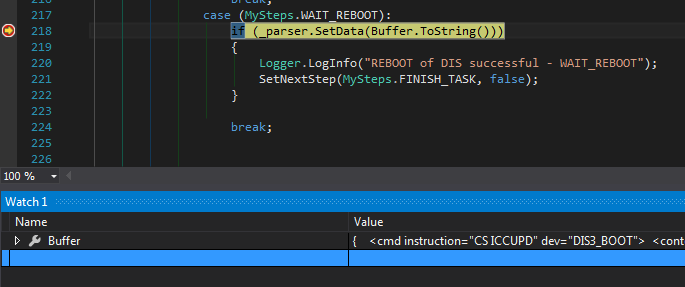 216 break;
217 case (MySteps.WAIT_REBOOT):
218 if (_parser.SetData(Buffer.ToString()))
219 {
220 Logger.LogInfo("REBOOT of DIS successful - WAIT_REBOOT");
221 SetNextStep(MySteps.FINISH_TASK, false);
222 }
223
224 break;
225
226
100 %
Watch 1
Name Value
Buffer { <cmd instruction="CS ICCUPD" dev="DIS3_BOOT"> <conte